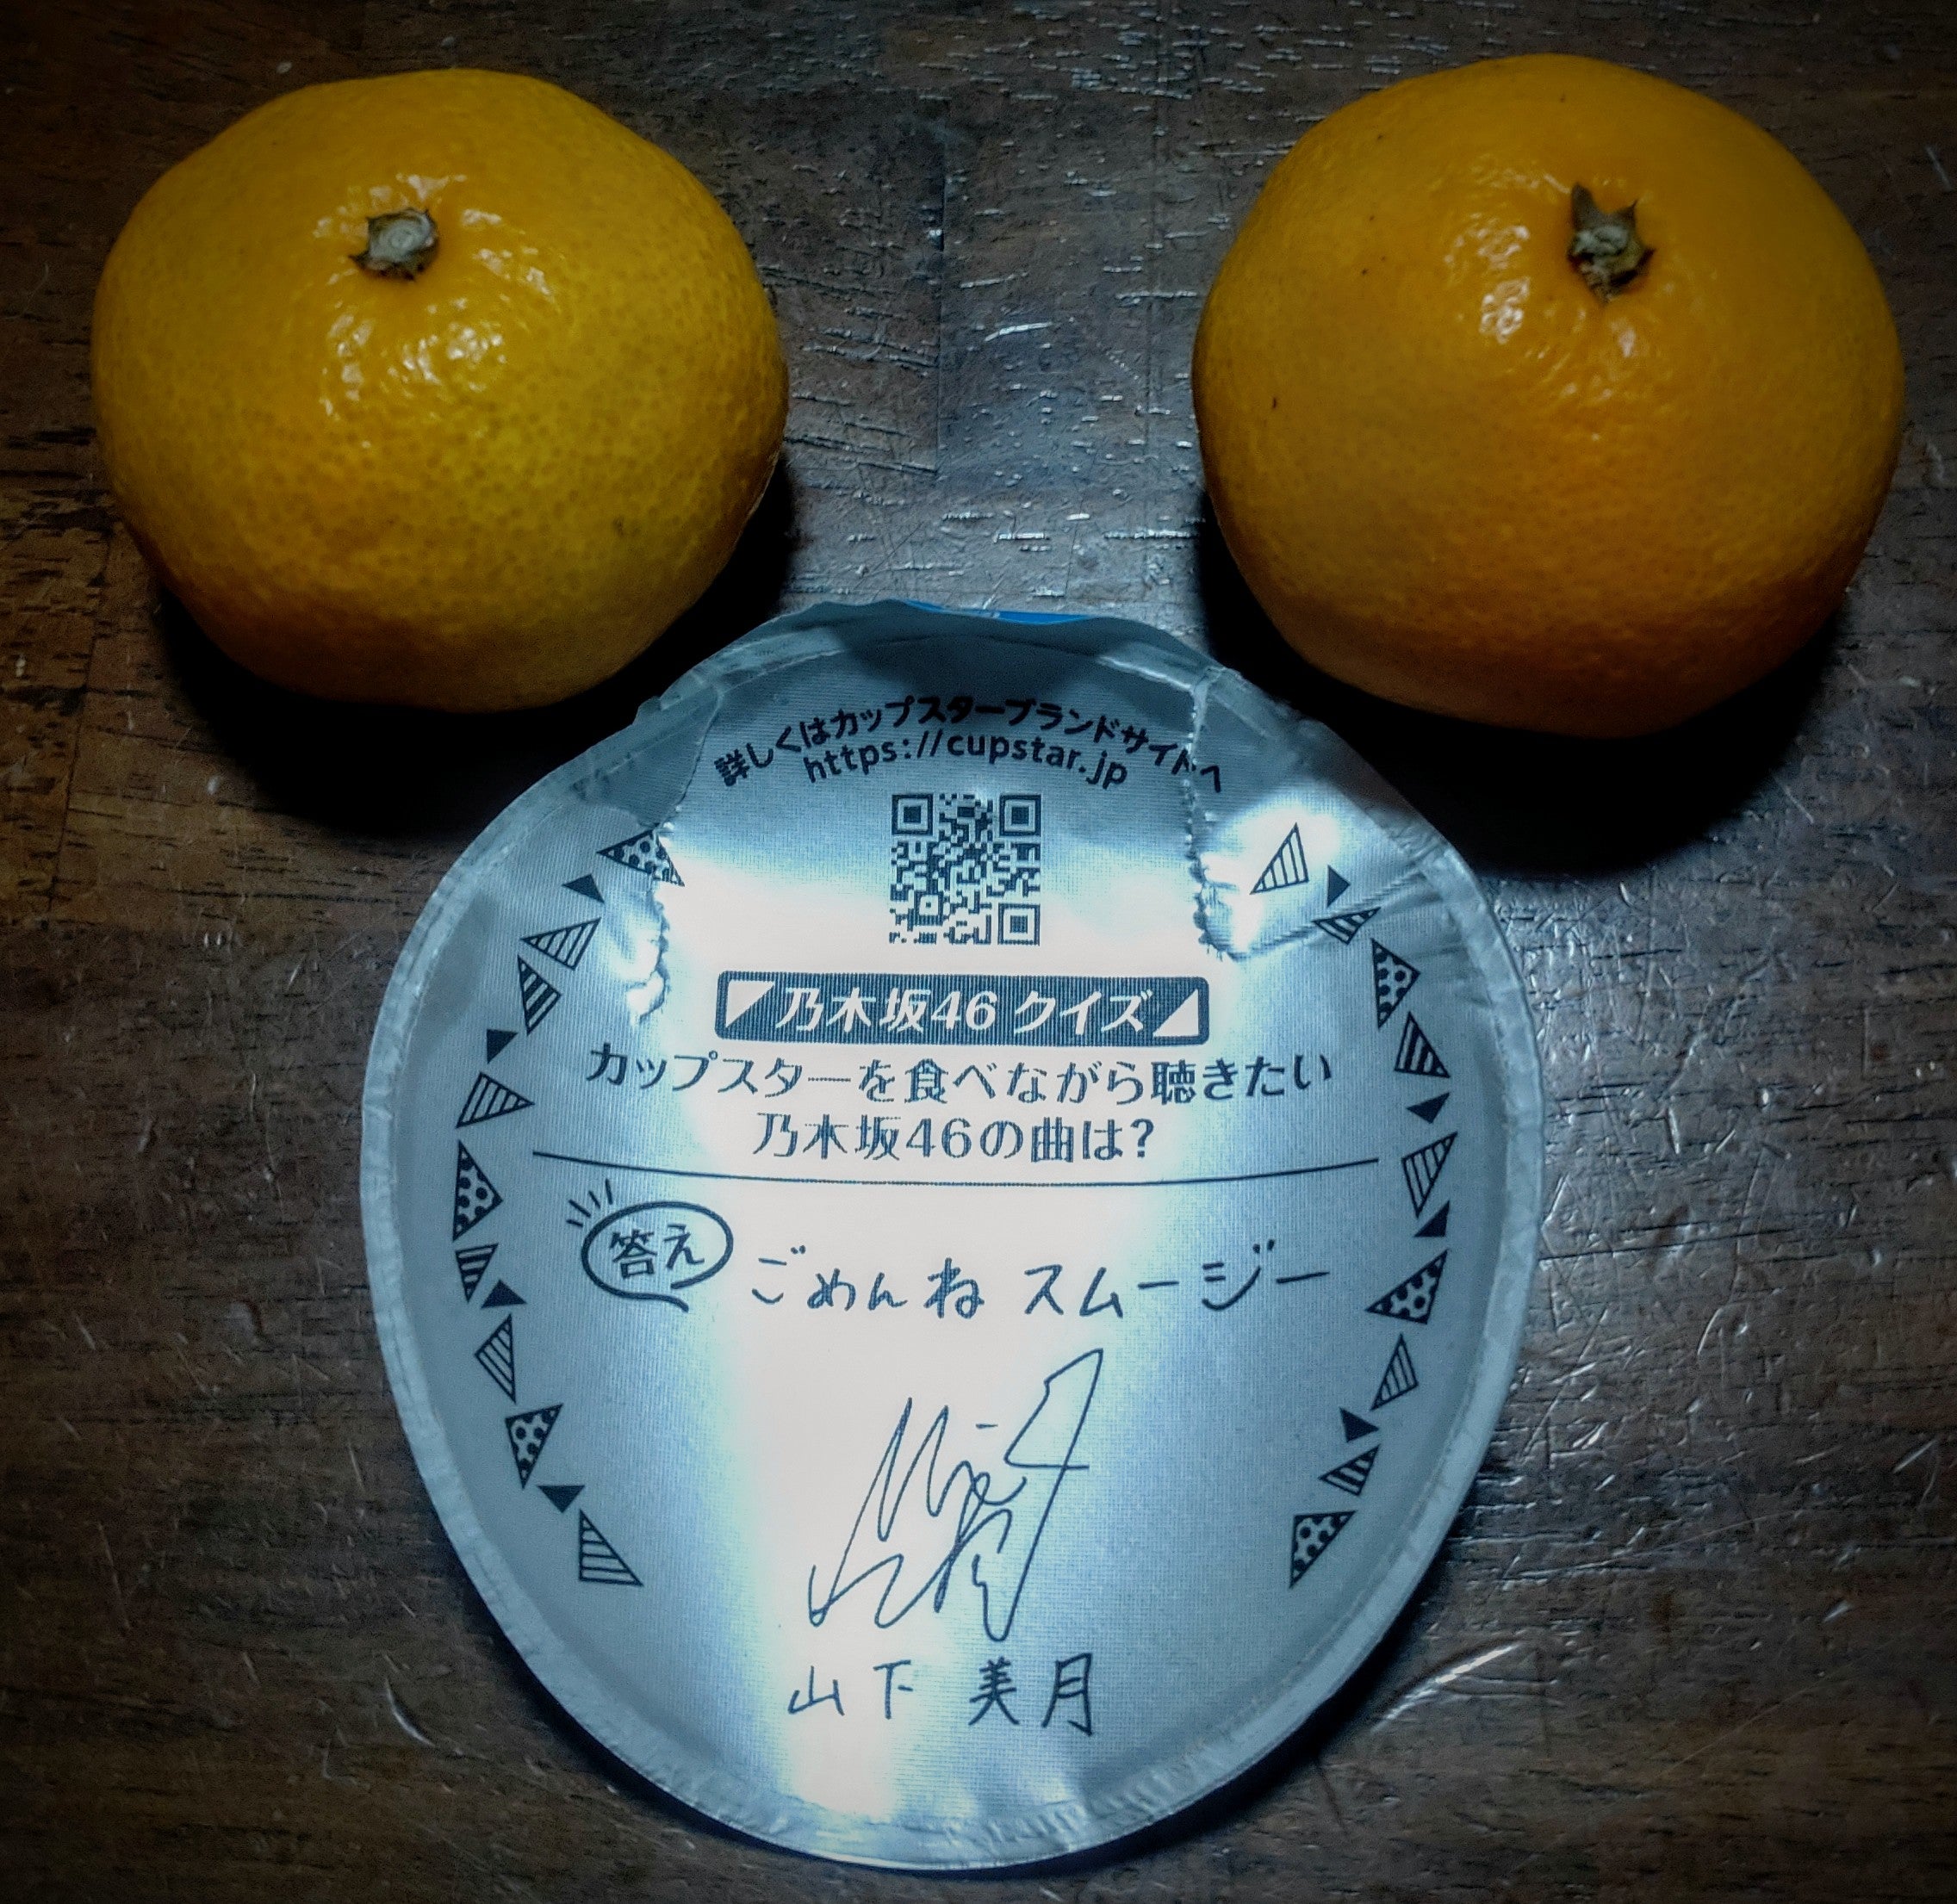 詳しくはカップスターブランドサイトへ
https://cupstar.jp
乃木坂46 クイズ
カップスターを食べながら聴きたい
乃木坂46の曲は?
答え ごめんね スムージー
山下 美月